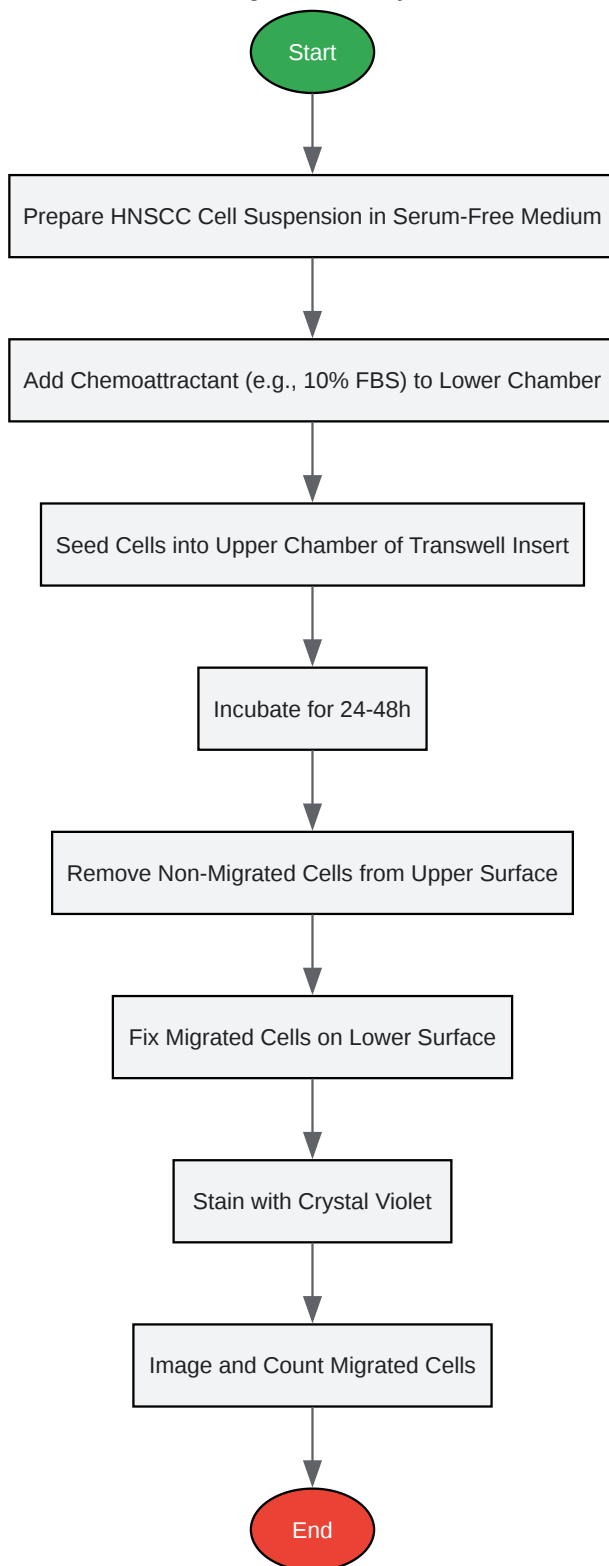 Start
Prepare HNSCC Cell Suspension in Serum-Free Medium
Add Chemoattractant (e.g., 10% FBS) to Lower Chamber
Seed Cells into Upper Chamber of Transwell Insert
Incubate for 24-48h
Remove Non-Migrated Cells from Upper Surface
Fix Migrated Cells on Lower Surface
Stain with Crystal Violet
Image and Count Migrated Cells
End